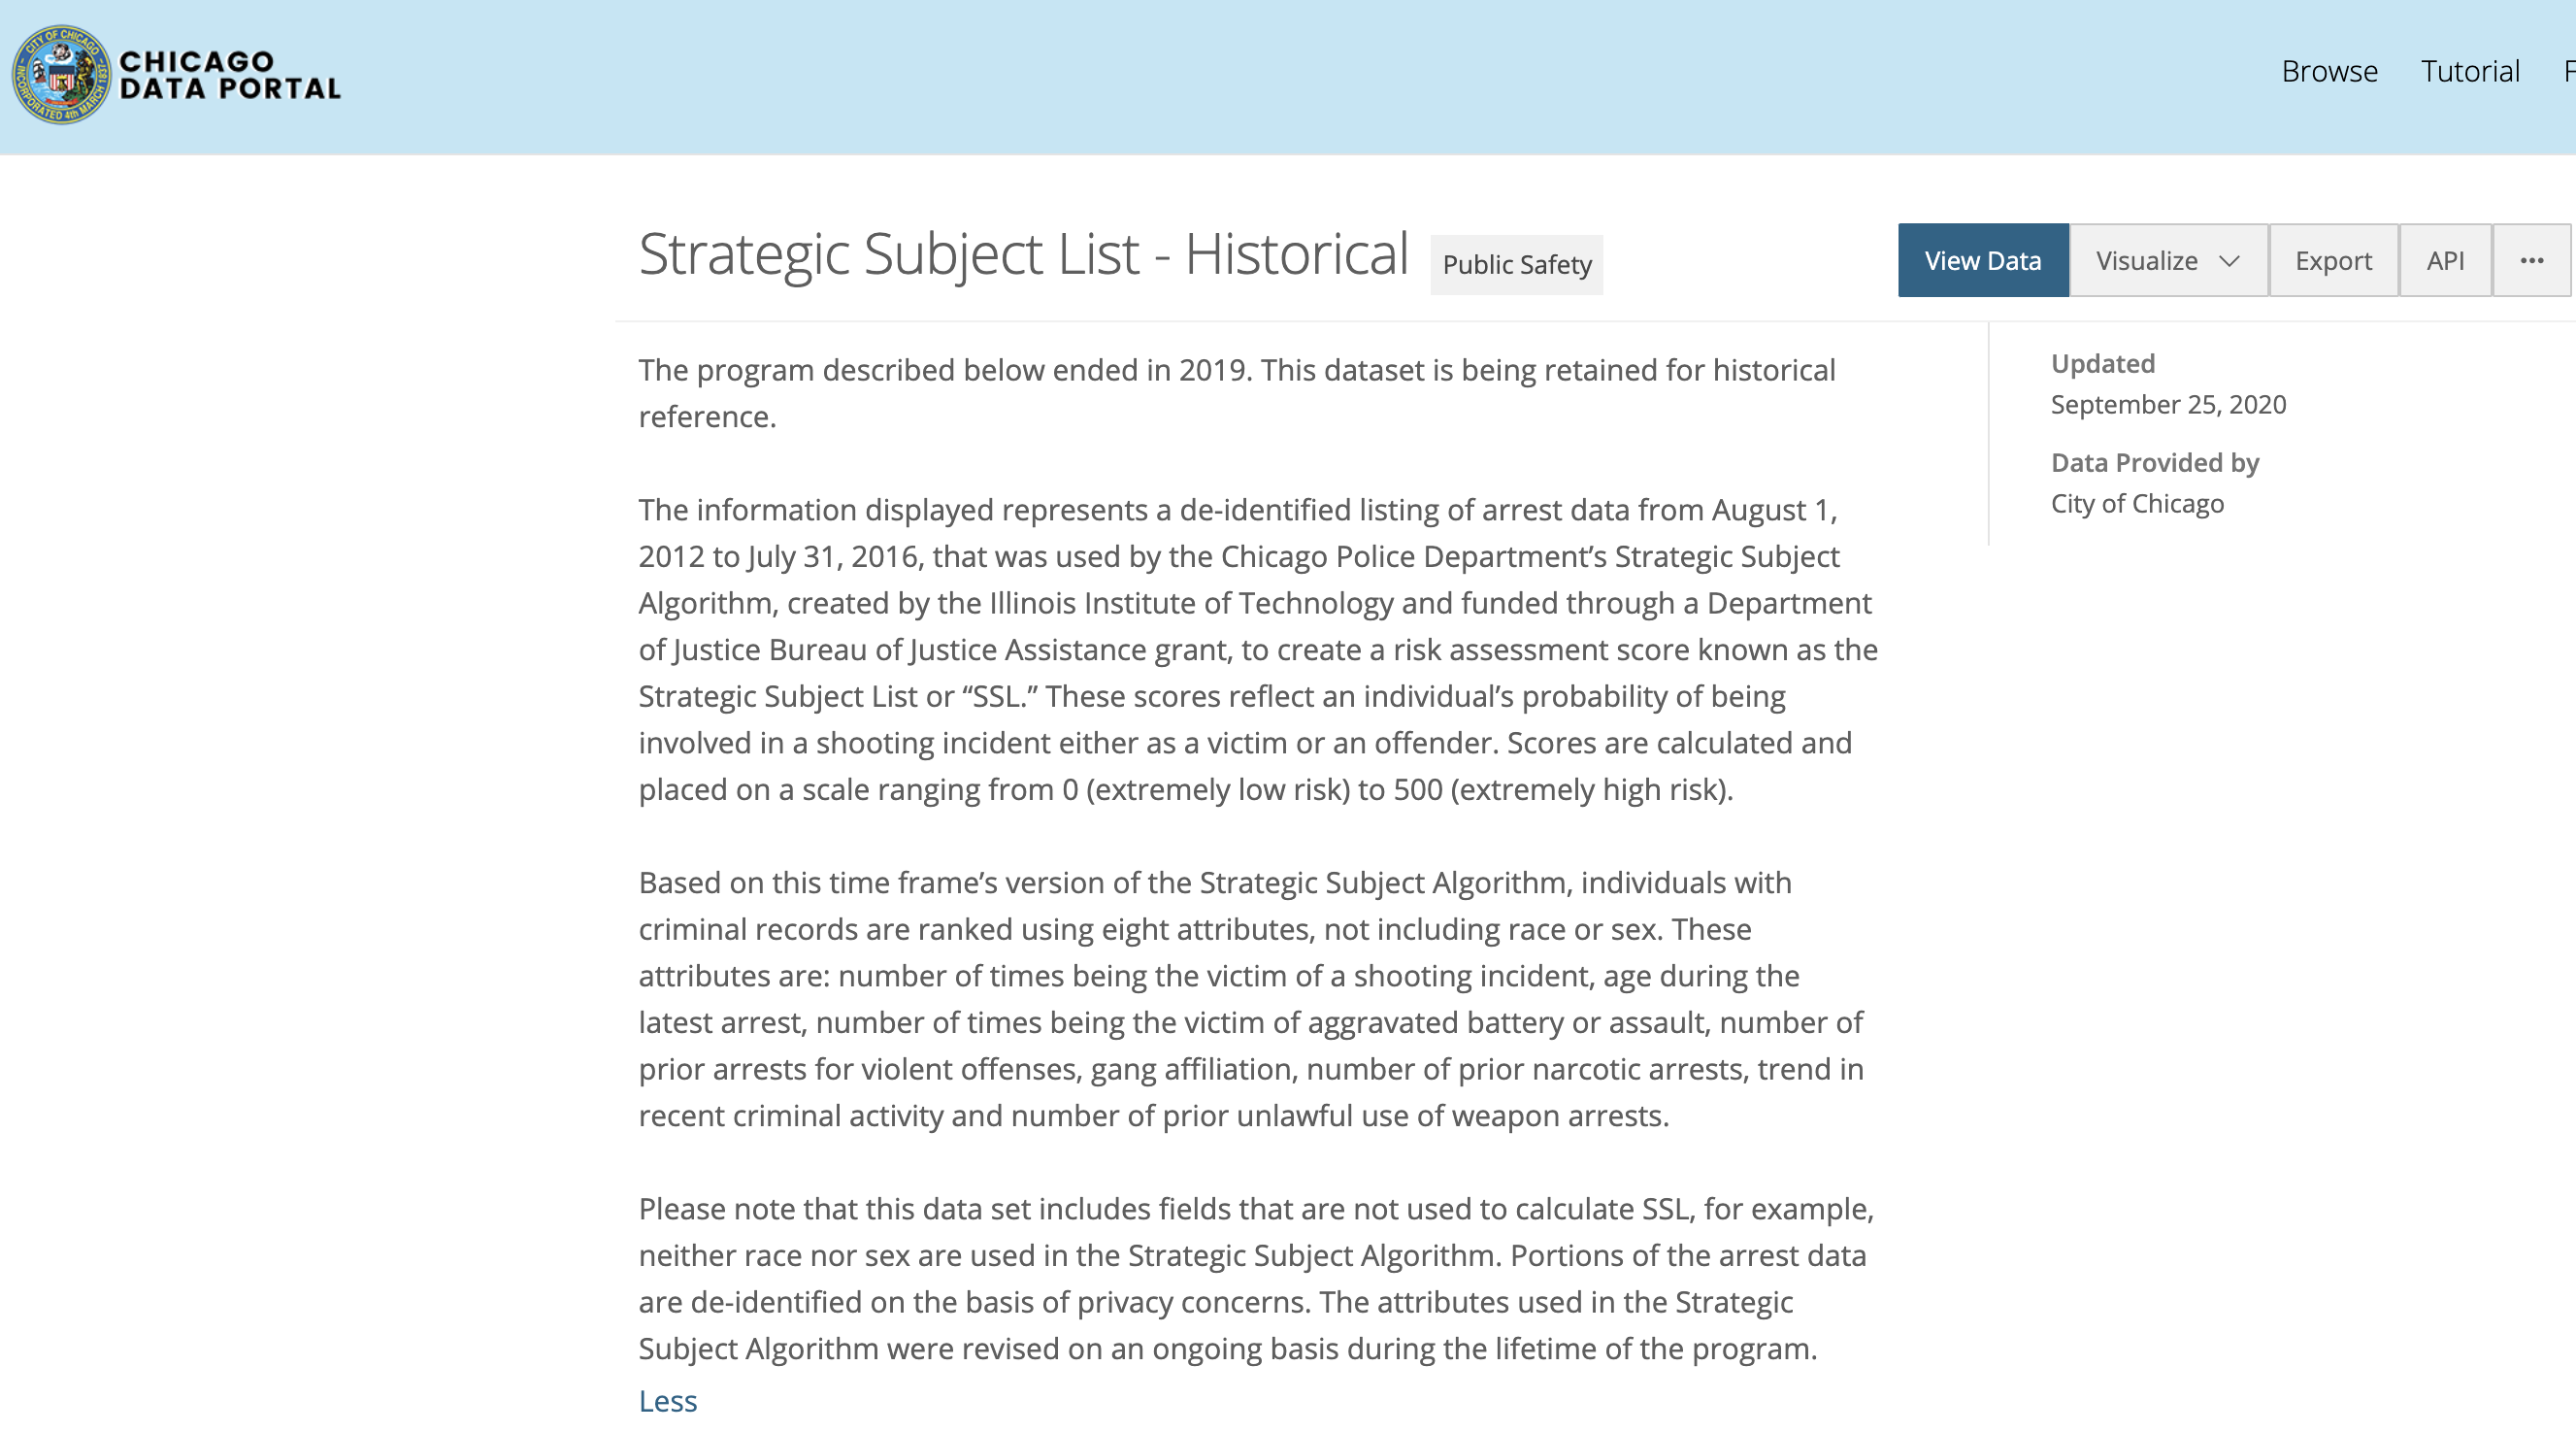 CITY OF CHICAGO
INCORPORATED 4th MARCH 1837
CHICAGO
DATA PORTAL
Browse Tutorial F
Strategic Subject List - Historical Public Safety
View Data Visualize Export API ...
The program described below ended in 2019. This dataset is being retained for historical
reference.
The information displayed represents a de-identified listing of arrest data from August 1,
2012 to July 31, 2016, that was used by the Chicago Police Department’s Strategic Subject
Algorithm, created by the Illinois Institute of Technology and funded through a Department
of Justice Bureau of Justice Assistance grant, to create a risk assessment score known as the
Strategic Subject List or “SSL.” These scores reflect an individual’s probability of being
involved in a shooting incident either as a victim or an offender. Scores are calculated and
placed on a scale ranging from 0 (extremely low risk) to 500 (extremely high risk).
Based on this time frame’s version of the Strategic Subject Algorithm, individuals with
criminal records are ranked using eight attributes, not including race or sex. These
attributes are: number of times being the victim of a shooting incident, age during the
latest arrest, number of times being the victim of aggravated battery or assault, number of
prior arrests for violent offenses, gang affiliation, number of prior narcotic arrests, trend in
recent criminal activity and number of prior unlawful use of weapon arrests.
Please note that this data set includes fields that are not used to calculate SSL, for example,
neither race nor sex are used in the Strategic Subject Algorithm. Portions of the arrest data
are de-identified on the basis of privacy concerns. The attributes used in the Strategic
Subject Algorithm were revised on an ongoing basis during the lifetime of the program.
Less
Updated
September 25, 2020
Data Provided by
City of Chicago